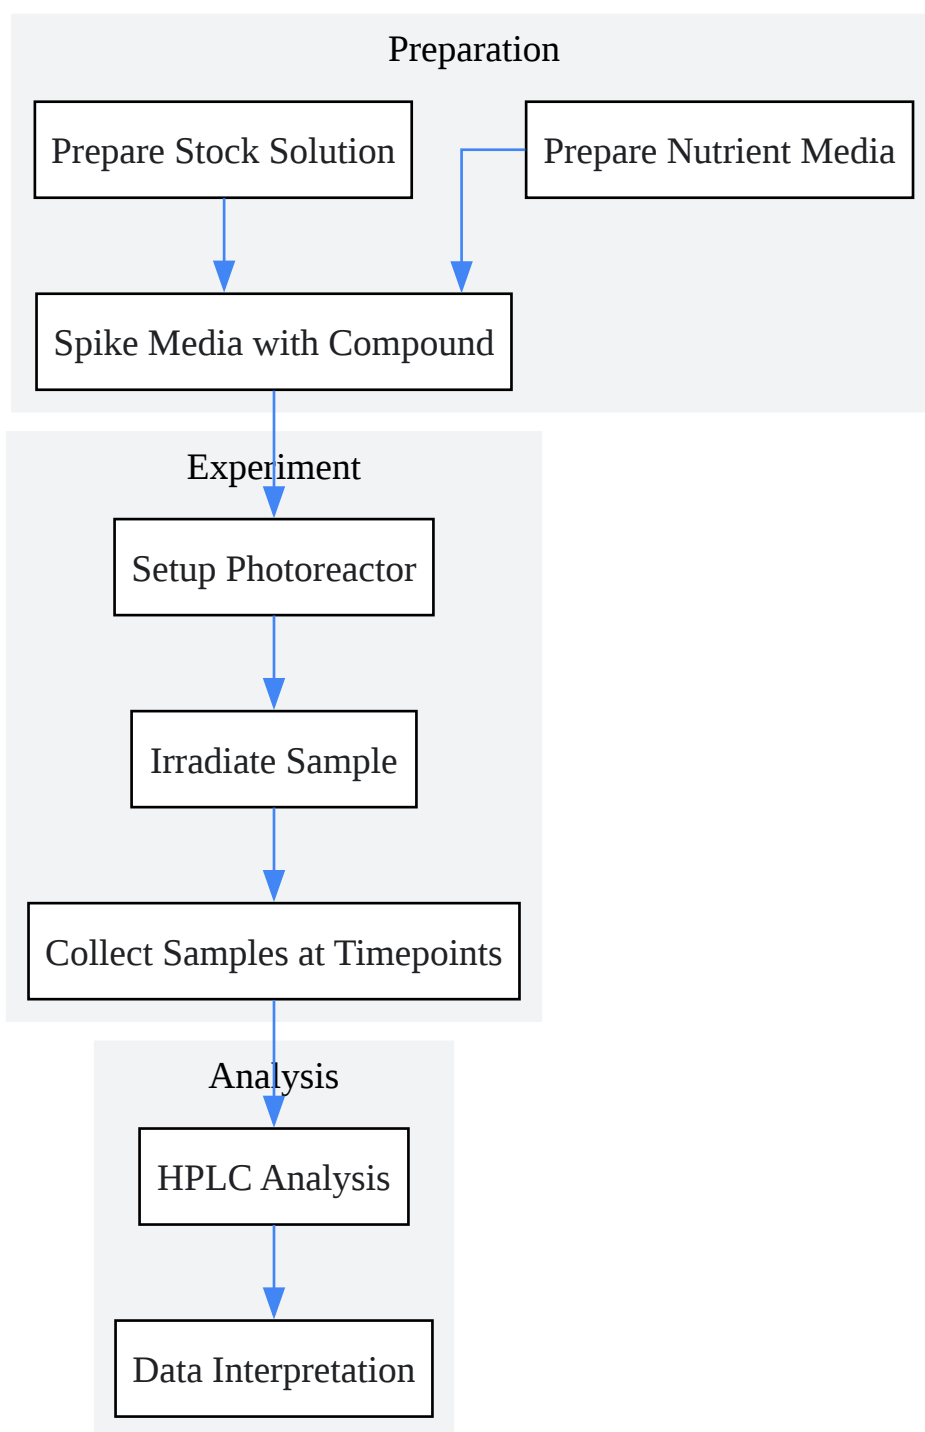 Preparation
Prepare Stock Solution
Prepare Nutrient Media
Spike Media with Compound
Experiment
Setup Photoreactor
Irradiate Sample
Collect Samples at Timepoints
Analysis
HPLC Analysis
Data Interpretation